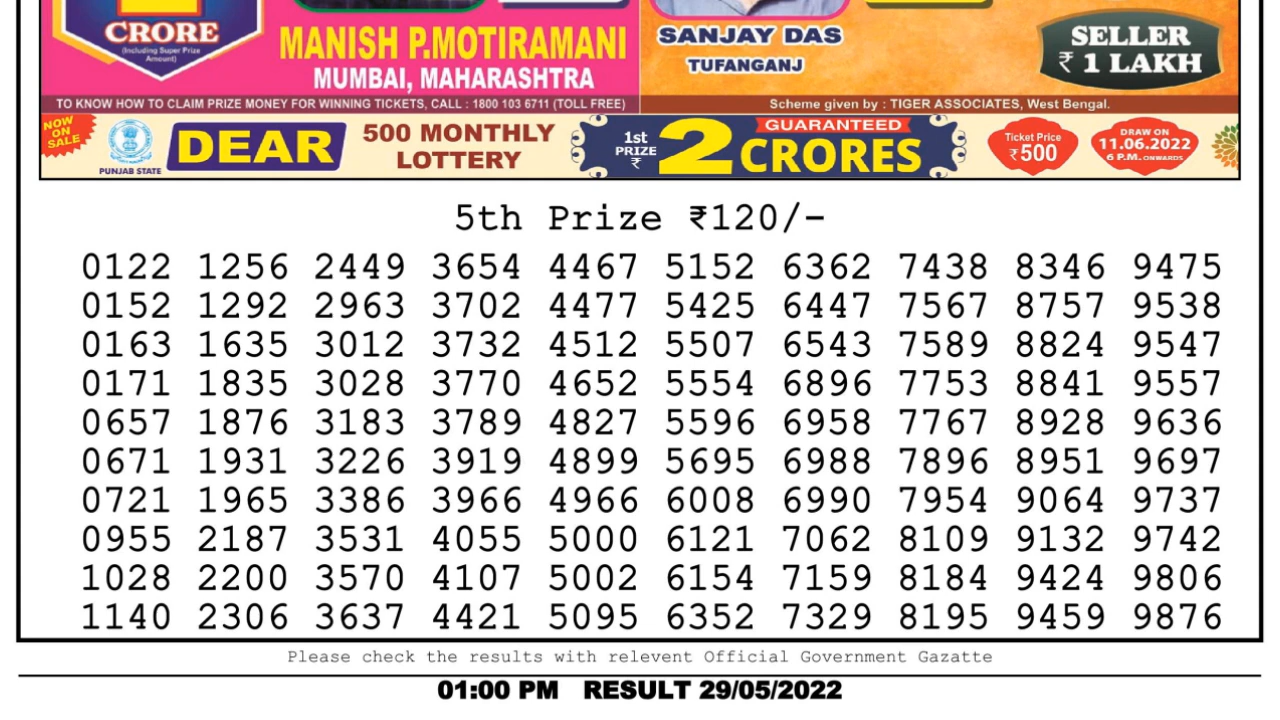 CRORE
(Including Super Prize
Amount)
MANISH P.MOTIRAMANI
MUMBAI, MAHARASHTRA
SANJAY DAS
TUFANGANJ
SELLER
₹ 1 LAKH
TO KNOW HOW TO CLAIM PRIZE MONEY FOR WINNING TICKETS, CALL : 1800 103 6711 (TOLL FREE)
Scheme given by : TIGER ASSOCIATES, West Bengal.
NOW
ON
SALE
PUNJAB STATE
DEAR
500 MONTHLY
LOTTERY
1st
PRIZE
₹
2
GUARANTEED
CRORES
Ticket Price
₹500
DRAW ON
11.06.2022
6 P.M. ONWARDS
5th Prize ₹120/-
0122 1256 2449 3654 4467 5152 6362 7438 8346 9475
0152 1292 2963 3702 4477 5425 6447 7567 8757 9538
0163 1635 3012 3732 4512 5507 6543 7589 8824 9547
0171 1835 3028 3770 4652 5554 6896 7753 8841 9557
0657 1876 3183 3789 4827 5596 6958 7767 8928 9636
0671 1931 3226 3919 4899 5695 6988 7896 8951 9697
0721 1965 3386 3966 4966 6008 6990 7954 9064 9737
0955 2187 3531 4055 5000 6121 7062 8109 9132 9742
1028 2200 3570 4107 5002 6154 7159 8184 9424 9806
1140 2306 3637 4421 5095 6352 7329 8195 9459 9876
Please check the results with relevent Official Government Gazatte
01:00 PM RESULT 29/05/2022